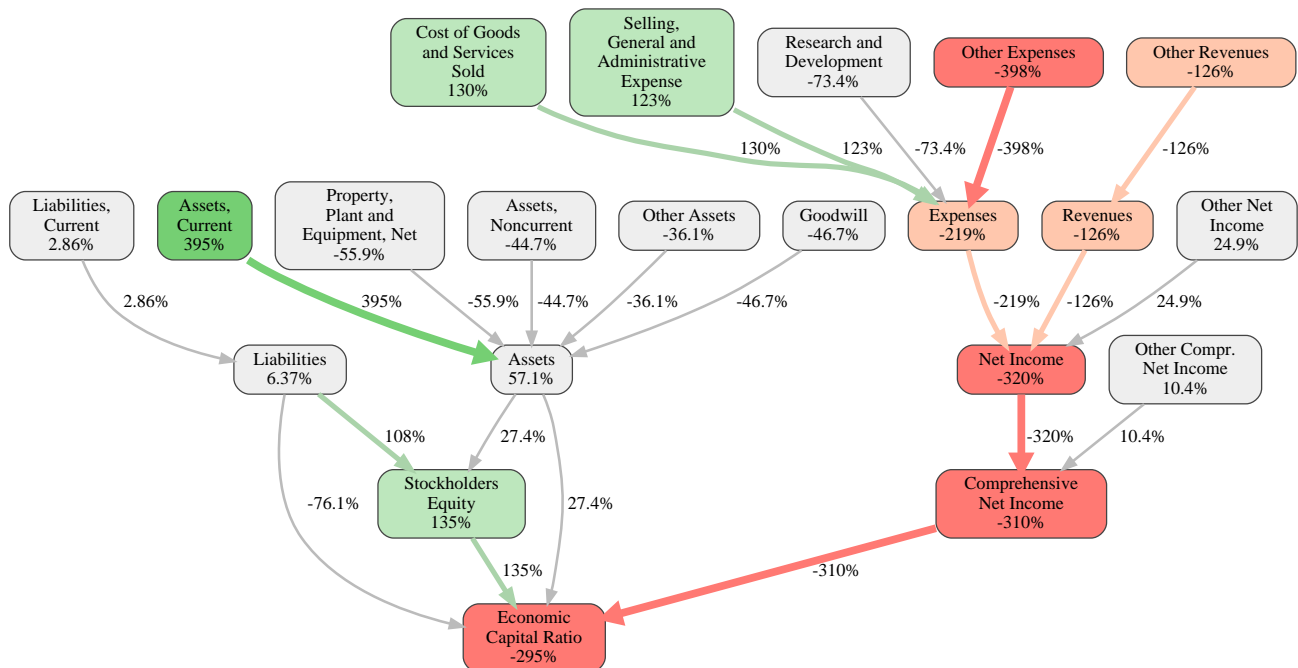 Cost of Goods
and Services
Sold
130%
Selling,
General and
Administrative
Expense
123%
Research and
Development
-73.4%
Other Expenses
-398%
Other Revenues
-126%
130%
123%
-73.4%
-398%
-126%
Liabilities,
Current
2.86%
Assets,
Current
395%
Property,
Plant and
Equipment, Net
-55.9%
Assets,
Noncurrent
-44.7%
Other Assets
-36.1%
Goodwill
-46.7%
Expenses
-219%
Revenues
-126%
Other Net
Income
24.9%
2.86%
395%
-55.9%
-44.7%
-36.1%
-46.7%
-219%
-126%
24.9%
Liabilities
6.37%
Assets
57.1%
Net Income
-320%
Other Compr.
Net Income
10.4%
108%
27.4%
-320%
10.4%
-76.1%
Stockholders
Equity
135%
27.4%
Comprehensive
Net Income
-310%
135%
-310%
Economic
Capital Ratio
-295%